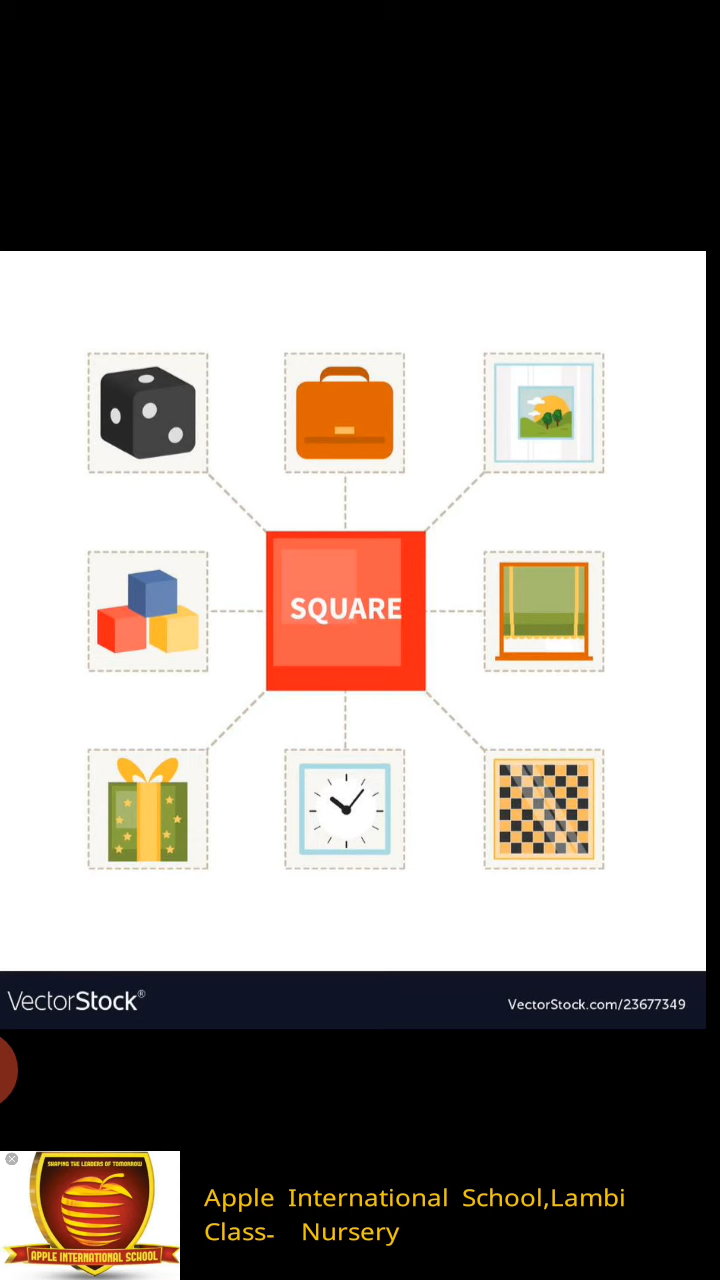 SQUARE
VectorStock®
VectorStock.com/23677349
SHAPING THE LEADERS OF TOMORROW
APPLE INTERNATIONAL SCHOOL
Apple International School,Lambi
Class- Nursery